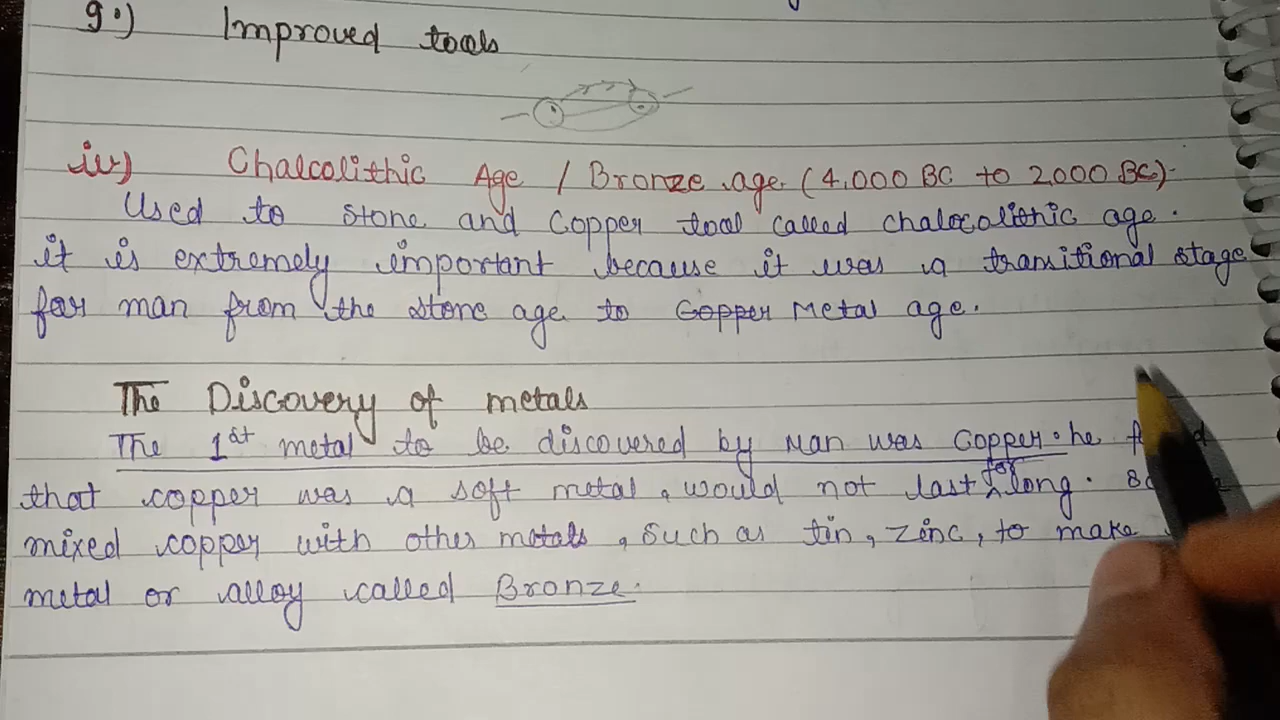 9.) Improved tools
iv) Chalcolithic Age / Bronze age (4,000 BC to 2000 BC).
Used to stone and Copper tool called chalocolithic age.
it is extremely important because it was a transitional stage
for man from the stone age to Copper Metal age.
The Discovery of metals
The 1st metal to be discovered by Man was Copper. he
that copper was a soft metal, would not last for long.
mixed copper with other metals, such as tin, zinc, to make
metal or alloy called Bronze.